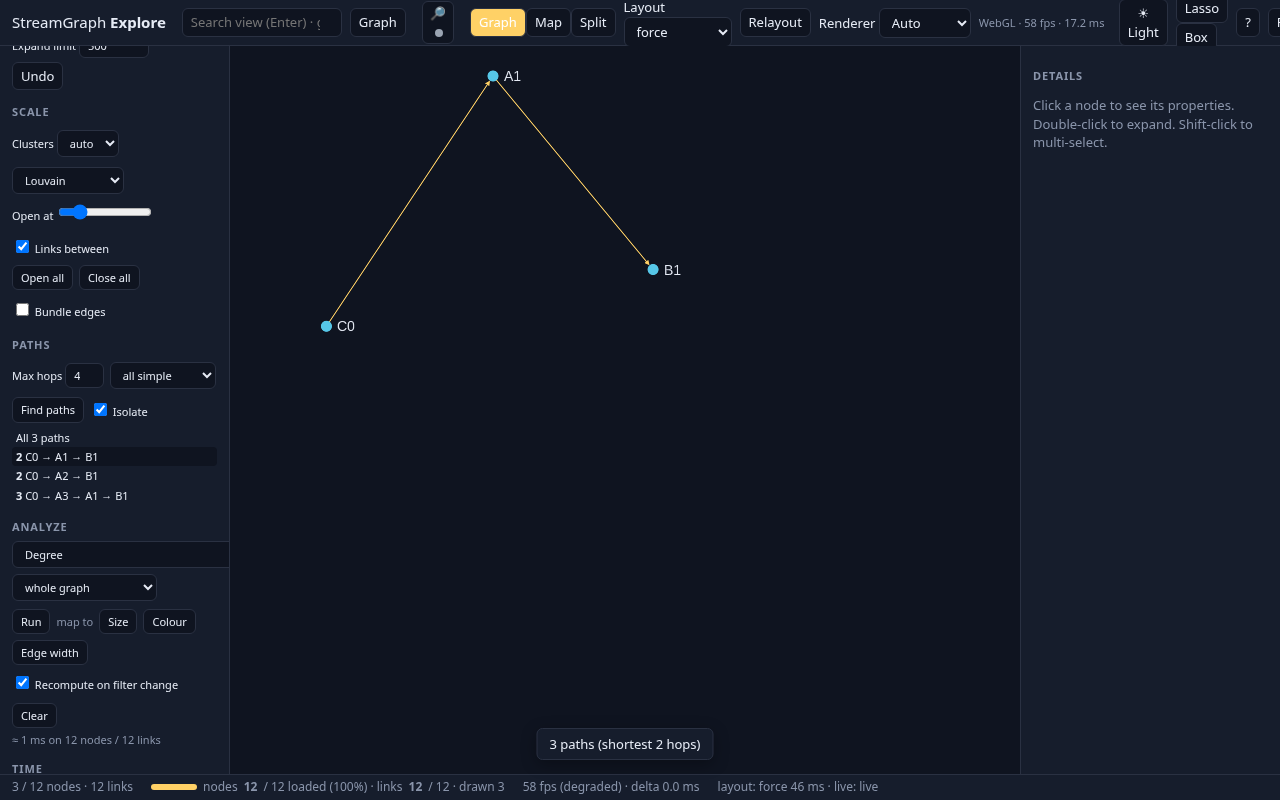 StreamGraph Explore
Search view (Enter) ·
Graph
Graph Map Split
Layout
force
Relayout
Renderer Auto
WebGL · 58 fps · 17.2 ms
Light
Lasso
Box
?
Expand limit 500
Undo
SCALE
Clusters auto
Louvain
Open at
Links between
Open all Close all
Bundle edges
PATHS
Max hops 4 all simple
Find paths Isolate
All 3 paths
2 C0 → A1 → B1
2 C0 → A2 → B1
3 C0 → A3 → A1 → B1
ANALYZE
Degree
whole graph
Run map to Size Colour
Edge width
Recompute on filter change
Clear
≈ 1 ms on 12 nodes / 12 links
TIME
A1
B1
C0
3 paths (shortest 2 hops)
DETAILS
Click a node to see its properties.
Double-click to expand. Shift-click to
multi-select.
3 / 12 nodes · 12 links nodes 12 / 12 loaded (100%) · links 12 / 12 · drawn 3 58 fps (degraded) · delta 0.0 ms layout: force 46 ms · live: live